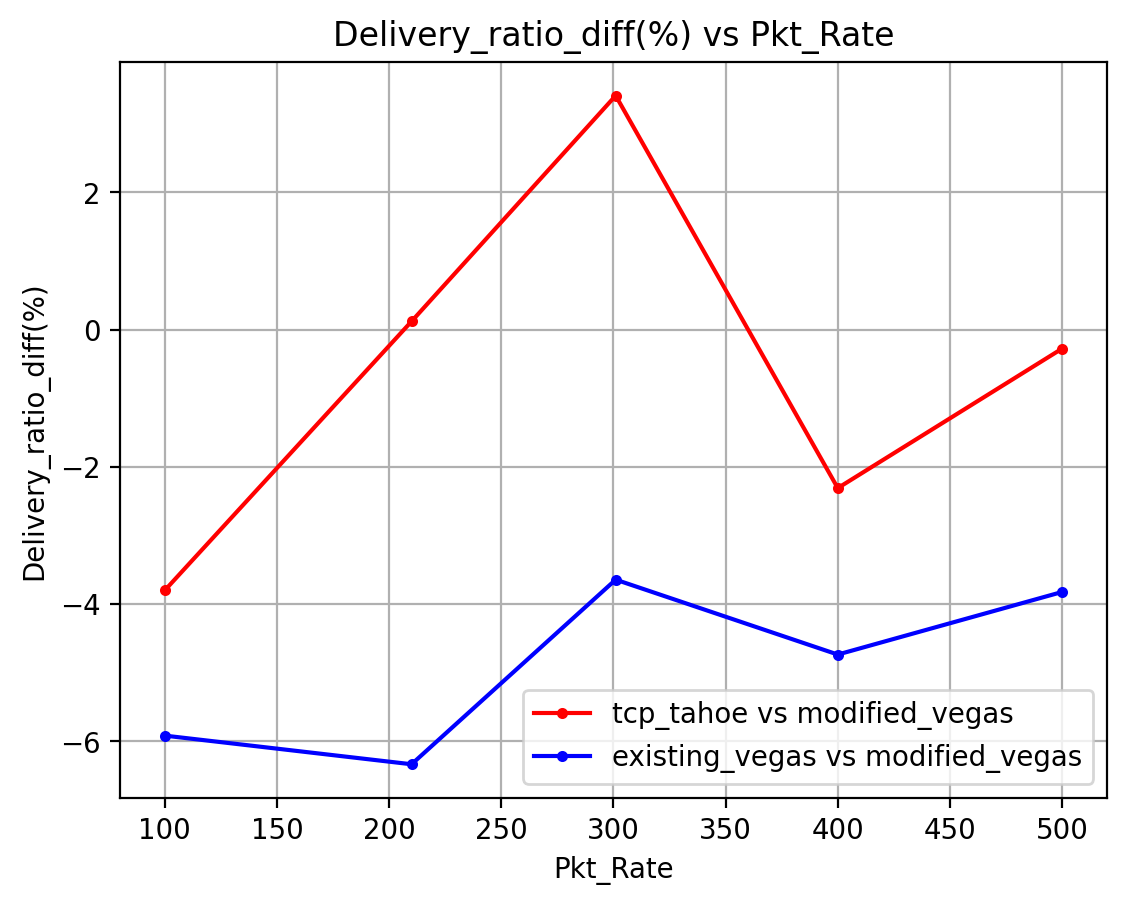 Delivery_ratio_diff(%) vs Pkt_Rate
Delivery_ratio_diff(%)
2
0
−2
−4
−6
tcp_tahoe vs modified_vegas
existing_vegas vs modified_vegas
100 150 200 250 300 350 400 450 500
Pkt_Rate